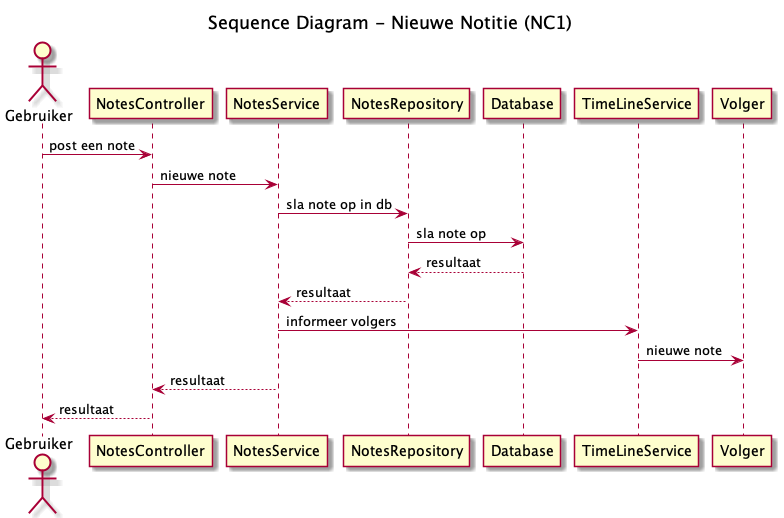 Sequence Diagram - Nieuwe Notitie (NC1)
Gebruiker
NotesController
NotesService
NotesRepository
Database
TimeLineService
Volger
post een note
nieuwe note
sla note op in db
sla note op
resultaat
resultaat
informeer volgers
nieuwe note
resultaat
resultaat
Gebruiker
NotesController
NotesService
NotesRepository
Database
TimeLineService
Volger